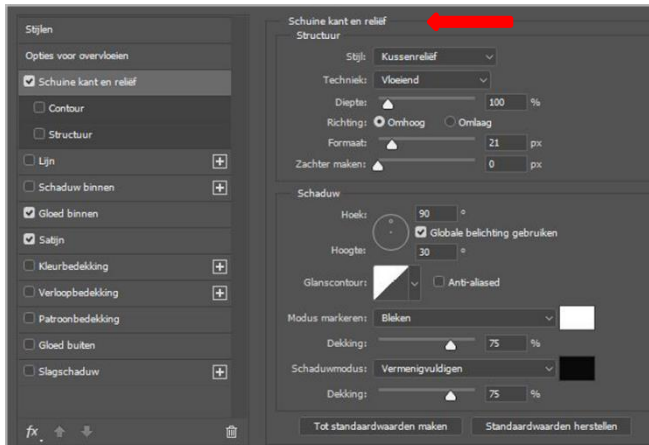 Stijlen
Opties voor overvloeien
Schuine kant en reliëf
Contour
Structuur
Lijn
Schaduw binnen
Gloed binnen
Satijn
Kleurbedekking
Verloopbedekking
Patroonbedekking
Gloed buiten
Slagschaduw
fx
Schuine kant en reliëf
Structuur
Stijl: Kussenreliëf
Techniek: Vloeiend
Diepte: 100 %
Richting: Omhoog Omlaag
Formaat: 21 px
Zachter maken: 0 px
Schaduw
Hoek: 90 °
Globale belichting gebruiken
Hoogte: 30 °
Glanscontour: Anti-aliased
Modus markeren: Bleken
Dekking: 75 %
Schaduwmodus: Vermenigvuldigen
Dekking: 75 %
Tot standaardwaarden maken Standaardwaarden herstellen